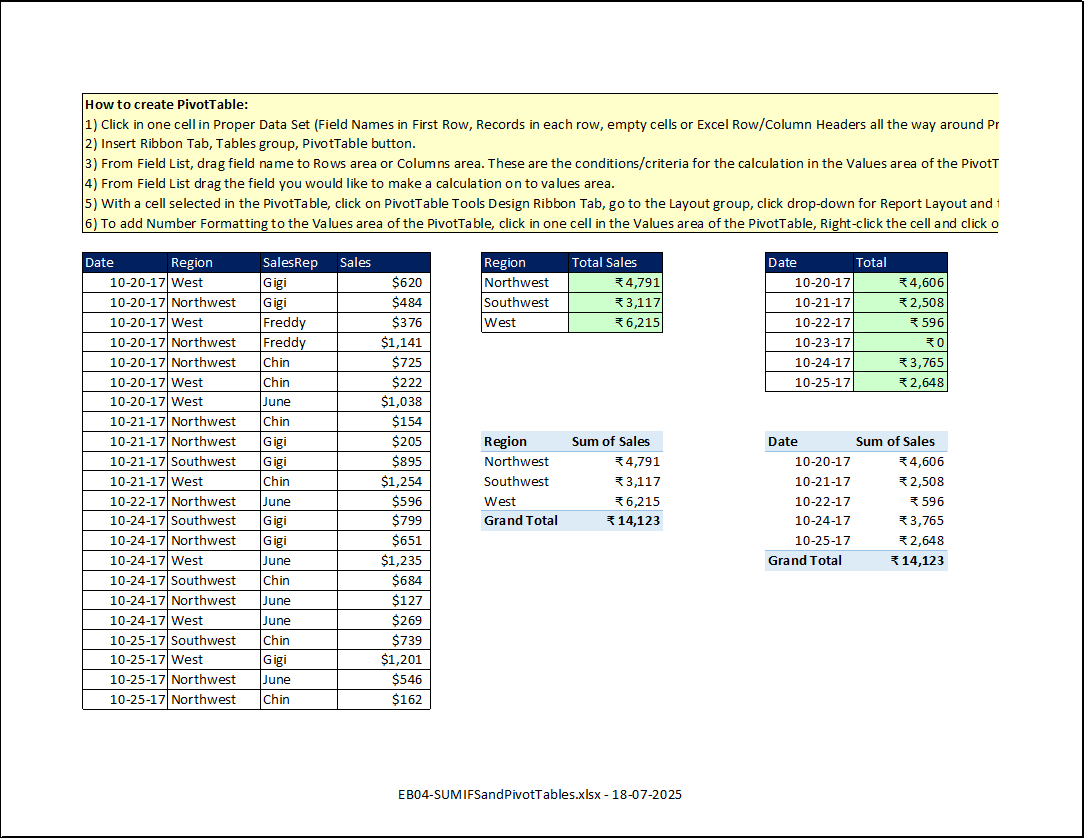 How to create PivotTable:
1) Click in one cell in Proper Data Set (Field Names in First Row, Records in each row, empty cells or Excel Row/Column Headers all the way around Pr
2) Insert Ribbon Tab, Tables group, PivotTable button.
3) From Field List, drag field name to Rows area or Columns area. These are the conditions/criteria for the calculation in the Values area of the PivotT
4) From Field List drag the field you would like to make a calculation on to values area.
5) With a cell selected in the PivotTable, click on PivotTable Tools Design Ribbon Tab, go to the Layout group, click drop-down for Report Layout and
6) To add Number Formatting to the Values area of the PivotTable, click in one cell in the Values area of the PivotTable, Right-click the cell and click o
Date Region SalesRep Sales
10-20-17 West Gigi $620
10-20-17 Northwest Gigi $484
10-20-17 West Freddy $376
10-20-17 Northwest Freddy $1,141
10-20-17 Northwest Chin $725
10-20-17 West Chin $222
10-20-17 West June $1,038
10-21-17 Northwest Chin $154
10-21-17 Northwest Gigi $205
10-21-17 Southwest Gigi $895
10-21-17 West Chin $1,254
10-22-17 Northwest June $596
10-24-17 Southwest Gigi $799
10-24-17 Northwest Gigi $651
10-24-17 West June $1,235
10-24-17 Southwest Chin $684
10-24-17 Northwest June $127
10-24-17 West June $269
10-25-17 Southwest Chin $739
10-25-17 West Gigi $1,201
10-25-17 Northwest June $546
10-25-17 Northwest Chin $162
Region Total Sales
Northwest ₹ 4,791
Southwest ₹ 3,117
West ₹ 6,215
Region Sum of Sales
Northwest ₹ 4,791
Southwest ₹ 3,117
West ₹ 6,215
Grand Total ₹ 14,123
Date Total
10-20-17 ₹ 4,606
10-21-17 ₹ 2,508
10-22-17 ₹ 596
10-23-17 ₹ 0
10-24-17 ₹ 3,765
10-25-17 ₹ 2,648
Date Sum of Sales
10-20-17 ₹ 4,606
10-21-17 ₹ 2,508
10-22-17 ₹ 596
10-24-17 ₹ 3,765
10-25-17 ₹ 2,648
Grand Total ₹ 14,123
EB04-SUMIFSandPivotTables.xlsx - 18-07-2025